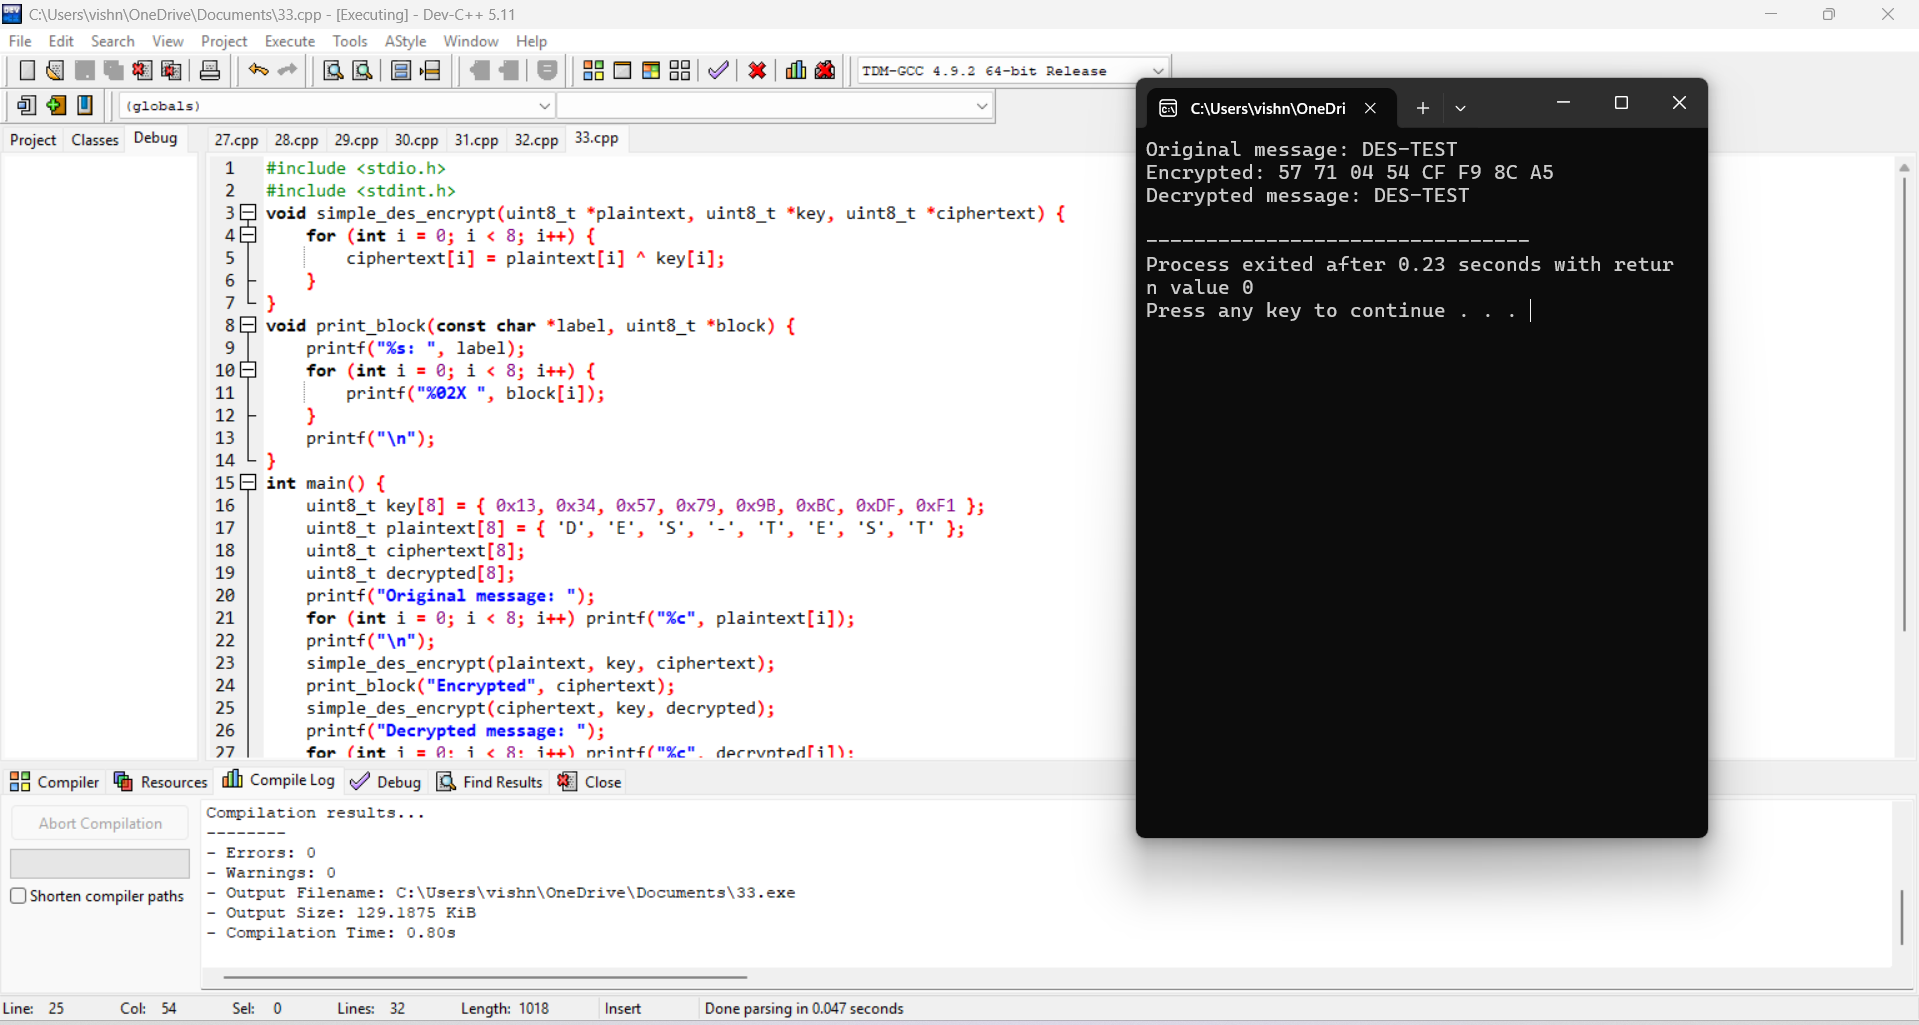 C:\Users\vishn\OneDrive\Documents\33.cpp - [Executing] - Dev-C++ 5.11
File Edit Search View Project Execute Tools AStyle Window Help
TDM-GCC 4.9.2 64-bit Release
(globals)
Project Classes Debug
27.cpp 28.cpp 29.cpp 30.cpp 31.cpp 32.cpp 33.cpp
1 #include <stdio.h>
2 #include <stdint.h>
3 void simple_des_encrypt(uint8_t *plaintext, uint8_t *key, uint8_t *ciphertext) {
4 for (int i = 0; i < 8; i++) {
5 ciphertext[i] = plaintext[i] ^ key[i];
6 }
7 }
8 void print_block(const char *label, uint8_t *block) {
9 printf("%s: ", label);
10 for (int i = 0; i < 8; i++) {
11 printf("%02X ", block[i]);
12 }
13 printf("\n");
14 }
15 int main() {
16 uint8_t key[8] = { 0x13, 0x34, 0x57, 0x79, 0x9B, 0xBC, 0xDF, 0xF1 };
17 uint8_t plaintext[8] = { 'D', 'E', 'S', '-', 'T', 'E', 'S', 'T' };
18 uint8_t ciphertext[8];
19 uint8_t decrypted[8];
20 printf("Original message: ");
21 for (int i = 0; i < 8; i++) printf("%c", plaintext[i]);
22 printf("\n");
23 simple_des_encrypt(plaintext, key, ciphertext);
24 print_block("Encrypted", ciphertext);
25 simple_des_encrypt(ciphertext, key, decrypted);
26 printf("Decrypted message: ");
27 for (int i = 0; i < 8; i++) printf("%c", decrypted[i]);
C:\Users\vishn\OneDri
Original message: DES-TEST
Encrypted: 57 71 04 54 CF F9 8C A5
Decrypted message: DES-TEST
--------------------------------
Process exited after 0.23 seconds with retur
n value 0
Press any key to continue . . .
Compiler Resources Compile Log Debug Find Results Close
Abort Compilation
Shorten compiler paths
Compilation results...
--------
- Errors: 0
- Warnings: 0
- Output Filename: C:\Users\vishn\OneDrive\Documents\33.exe
- Output Size: 129.1875 KiB
- Compilation Time: 0.80s
Line: 25 Col: 54 Sel: 0 Lines: 32 Length: 1018 Insert Done parsing in 0.047 seconds